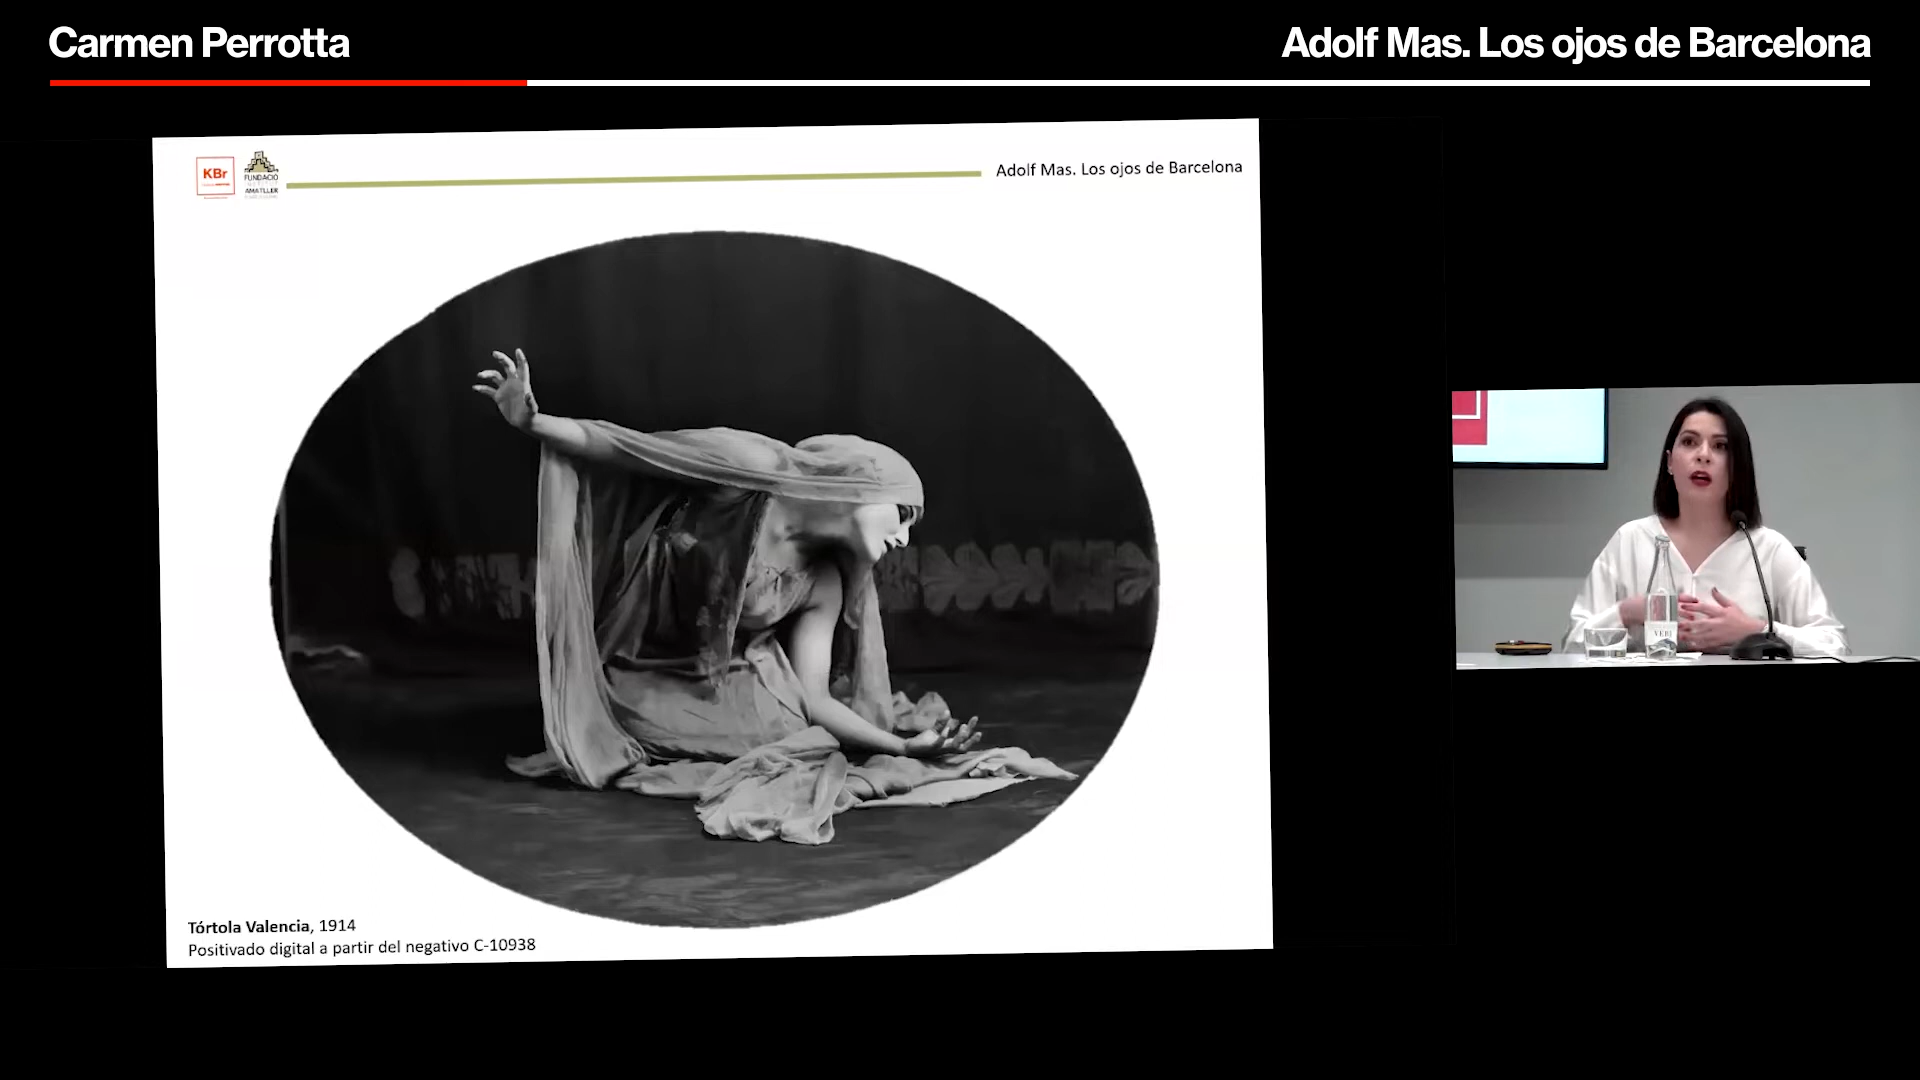 Carmen Perrotta
Adolf Mas. Los ojos de Barcelona
KBr
FUNDACIÓ
INSTITUT
AMATLLER
Adolf Mas. Los ojos de Barcelona
VERI
Tórtola Valencia, 1914
Positivado digital a partir del negativo C-10938